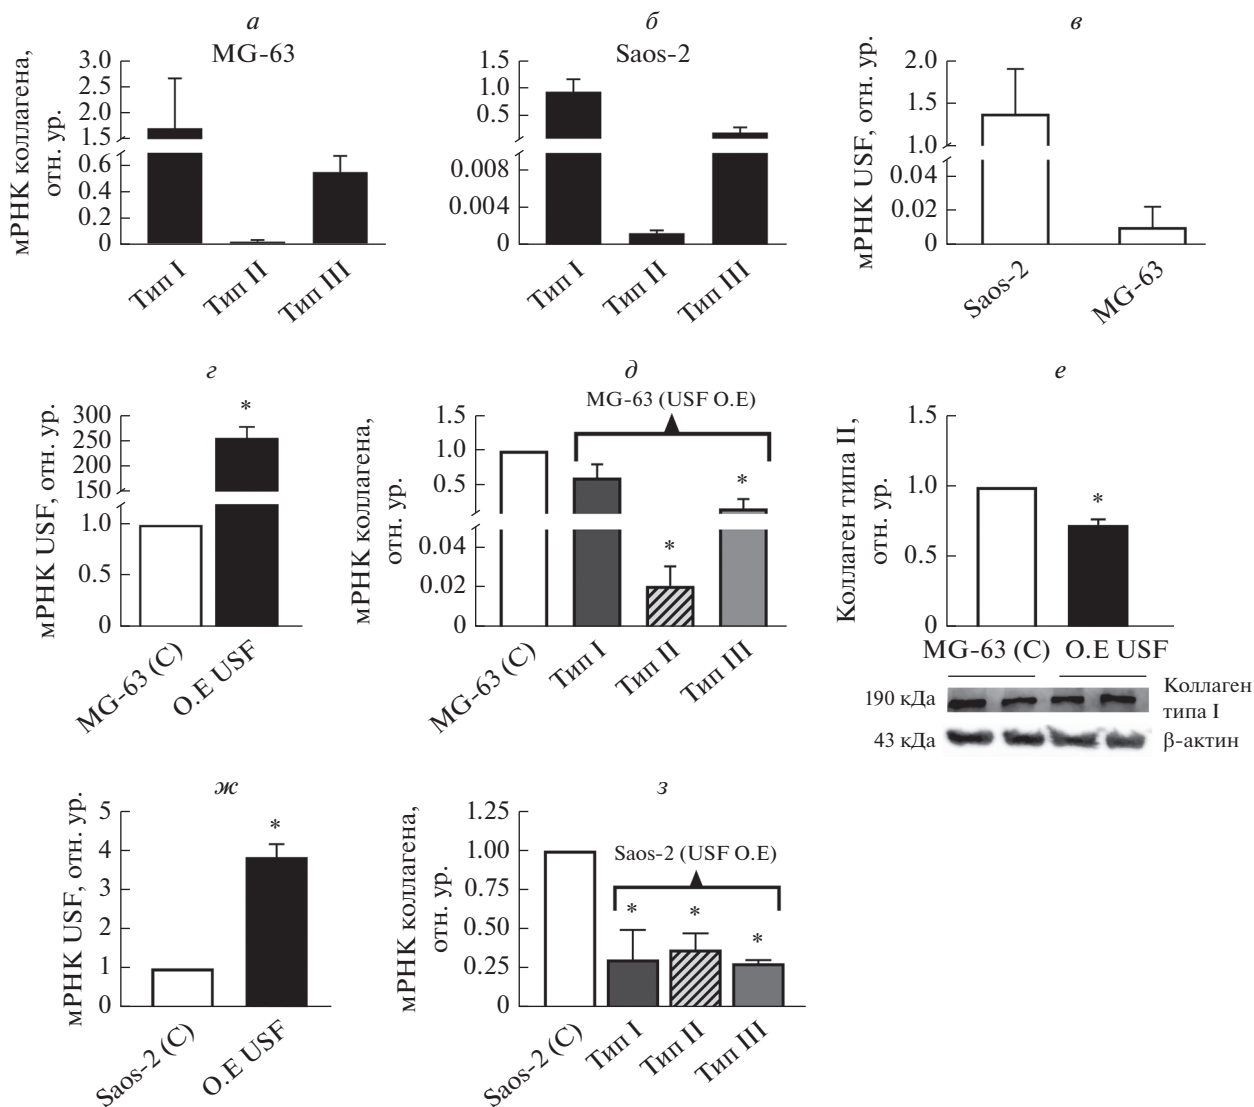 а
MG-63
мРНК коллагена,
отн. ур.
3.0
2.5
2.0
1.5
0.6
0.4
0.2
0
Тип I
Тип II
Тип III
б
Saos-2
1.5
1.0
0.5
0.008
0.004
0
Тип I
Тип II
Тип III
в
мРНК USF, отн. ур.
2.0
1.5
1.0
0.04
0.02
0
Saos-2
MG-63
г
мРНК USF, отн. ур.
300
250
200
150
1.0
0.5
0
*
MG-63 (C)
O.E USF
д
MG-63 (USF O.E)
мРНК коллагена,
отн. ур.
1.5
1.0
0.5
0.04
0.02
0
*
*
MG-63 (C)
Тип I
Тип II
Тип III
е
Коллаген типа II,
отн. ур.
1.5
1.0
0.5
0
*
MG-63 (C) O.E USF
190 кДа
Коллаген
типа I
43 кДа
β-актин
ж
мРНК USF, отн. ур.
5
4
3
2
1
0
*
Saos-2 (C)
O.E USF
з
мРНК коллагена,
отн. ур.
1.25
1.00
0.75
0.50
0.25
0
Saos-2 (USF O.E)
*
*
*
Saos-2 (C)
Тип I
Тип II
Тип III